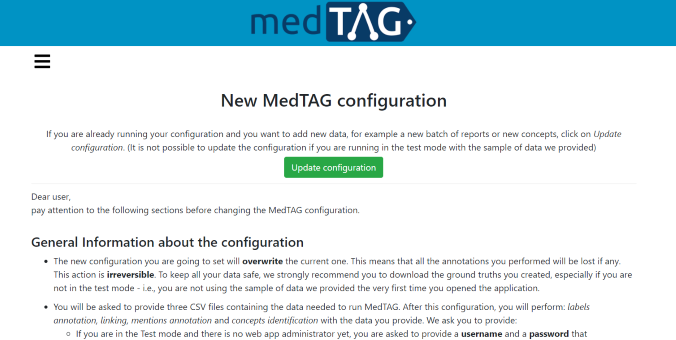 medTAG
New MedTAG configuration
If you are already running your configuration and you want to add new data, for example a new batch of reports or new concepts, click on Update
configuration. (It is not possible to update the configuration if you are running in the test mode with the sample of data we provided)
Update configuration
Dear user,
pay attention to the following sections before changing the MedTAG configuration.
General Information about the configuration
• The new configuration you are going to set will overwrite the current one. This means that all the annotations you performed will be lost if any.
This action is irreversible. To keep all your data safe, we strongly recommend you to download the ground truths you created, especially if you are
not in the test mode - i.e., you are not using the sample of data we provided the very first time you opened the application.
• You will be asked to provide three CSV files containing the data needed to run MedTAG. After this configuration, you will perform: labels
annotation, linking, mentions annotation and concepts identification with the data you provide. We ask you to provide:
◦ If you are in the Test mode and there is no web app administrator yet, you are asked to provide a username and a password that